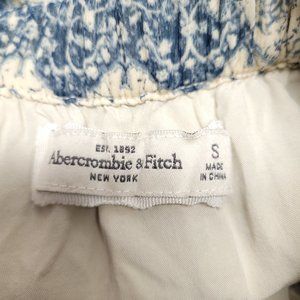 EST. 1892
Abercrombie & Fitch
NEW YORK
S
MADE
IN CHINA